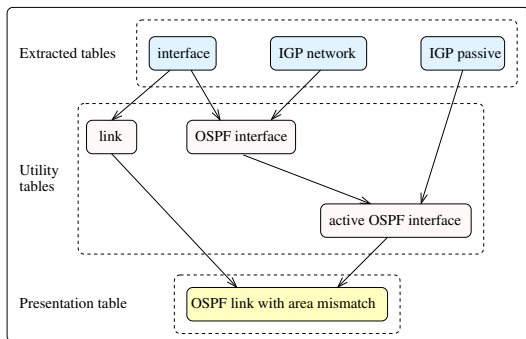 Extracted tables
interface
IGP network
IGP passive
link
OSPF interface
Utility
tables
active OSPF interface
Presentation table
OSPF link with area mismatch